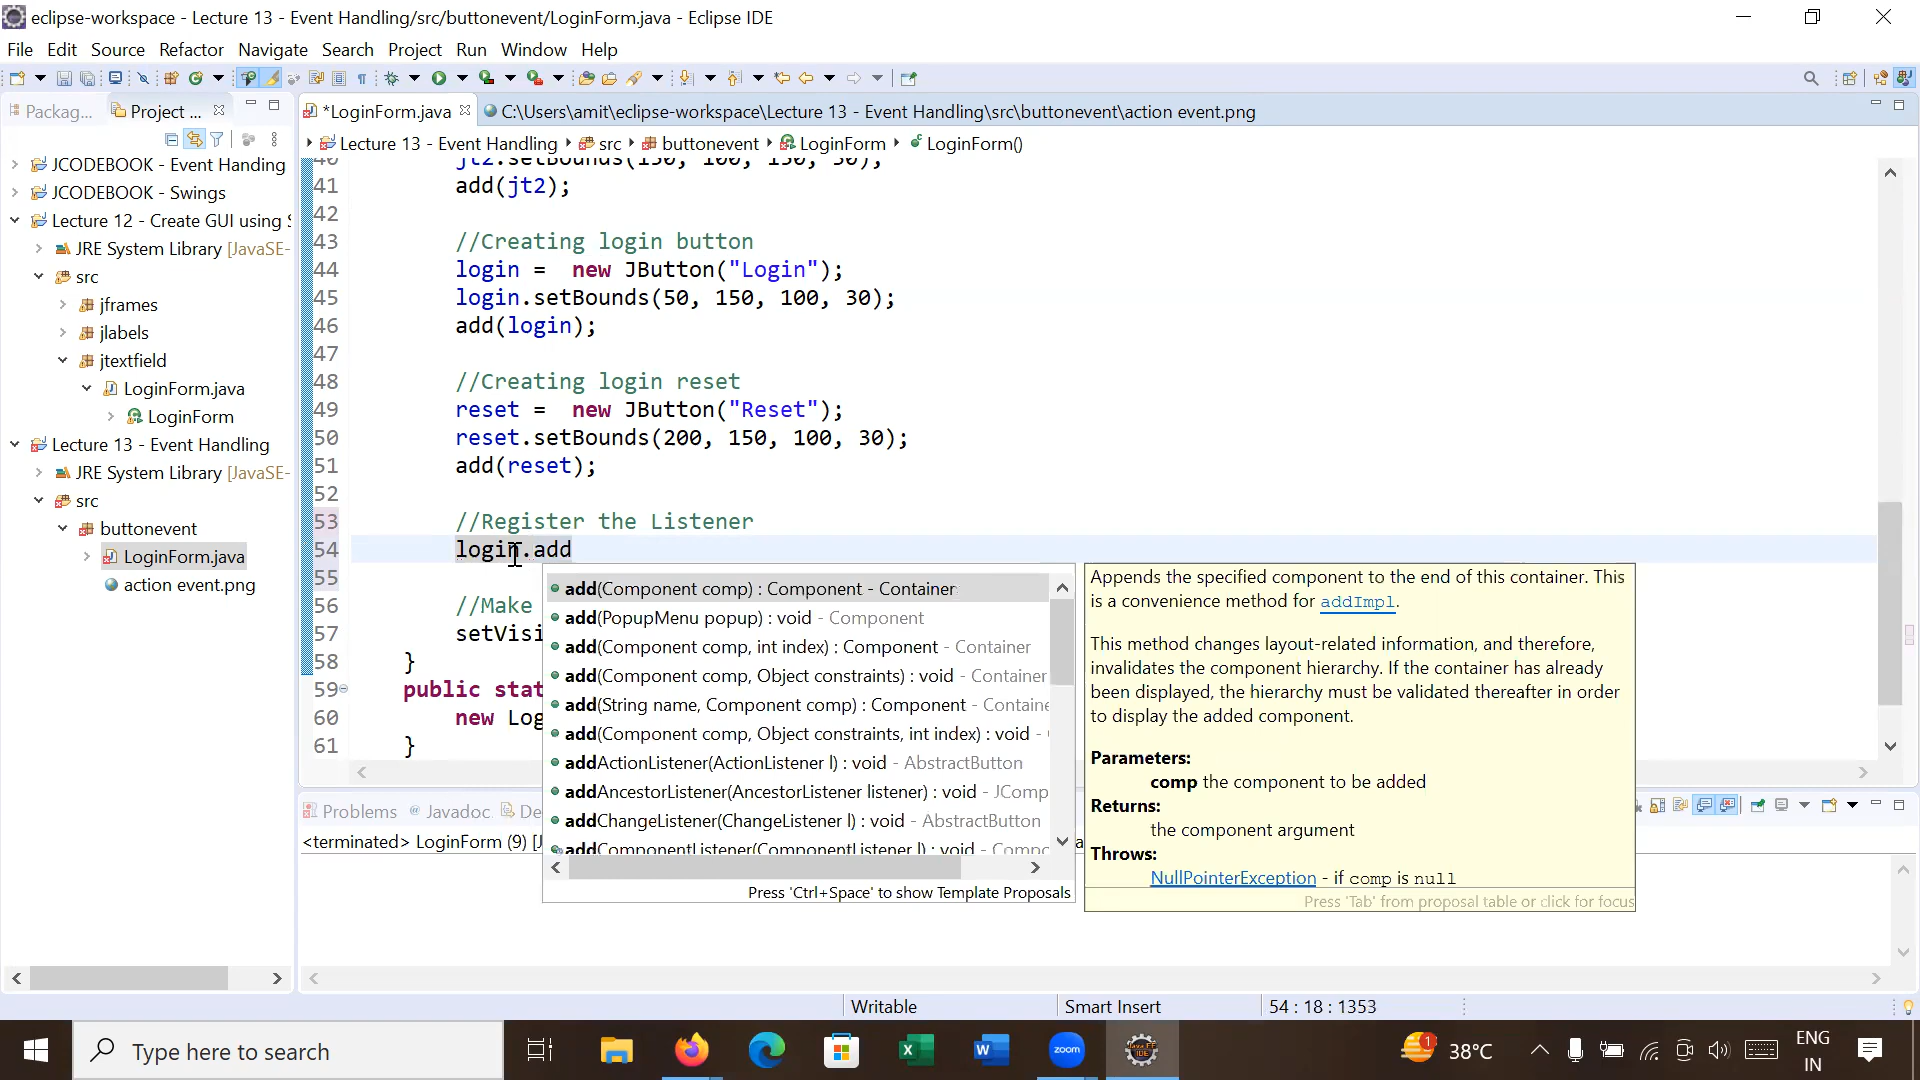 eclipse-workspace - Lecture 13 - Event Handling/src/buttonevent/LoginForm.java - Eclipse IDE
File Edit Source Refactor Navigate Search Project Run Window Help
Packag... Project ... *LoginForm.java C:\Users\amit\eclipse-workspace\Lecture 13 - Event Handling\src\buttonevent\action event.png
Lecture 13 - Event Handling src buttonevent LoginForm LoginForm()
JCODEBOOK - Event Handing
JCODEBOOK - Swings
Lecture 12 - Create GUI using S
JRE System Library [JavaSE-
src
jframes
jlabels
jtextfield
LoginForm.java
LoginForm
Lecture 13 - Event Handling
JRE System Library [JavaSE-
src
buttonevent
LoginForm.java
action event.png
40 jt2.setBounds(150, 100, 150, 30);
41 add(jt2);
42
43 //Creating login button
44 login =  new JButton("Login");
45 login.setBounds(50, 150, 100, 30);
46 add(login);
47
48 //Creating login reset
49 reset =  new JButton("Reset");
50 reset.setBounds(200, 150, 100, 30);
51 add(reset);
52
53 //Register the Listener
54 login.add
55
56 //Make
57 setVisi
58 }
59 public stat
60 new Log
61 }
add(Component comp) : Component - Container
add(PopupMenu popup) : void - Component
add(Component comp, int index) : Component - Container
add(Component comp, Object constraints) : void - Container
add(String name, Component comp) : Component - Containe
add(Component comp, Object constraints, int index) : void -
addActionListener(ActionListener l) : void - AbstractButton
addAncestorListener(AncestorListener listener) : void - JComp
addChangeListener(ChangeListener l) : void - AbstractButton
addComponentListener(ComponentListener l) : void - Compo
Press 'Ctrl+Space' to show Template Proposals
Appends the specified component to the end of this container. This
is a convenience method for addImpl.
This method changes layout-related information, and therefore,
invalidates the component hierarchy. If the container has already
been displayed, the hierarchy must be validated thereafter in order
to display the added component.
Parameters:
comp the component to be added
Returns:
the component argument
Throws:
NullPointerException - if comp is null
Press 'Tab' from proposal table or click for focus
Problems Javadoc De
<terminated> LoginForm (9) [J
Writable Smart Insert 54 : 18 : 1353
Type here to search
zoom
1
38°C
ENG
IN